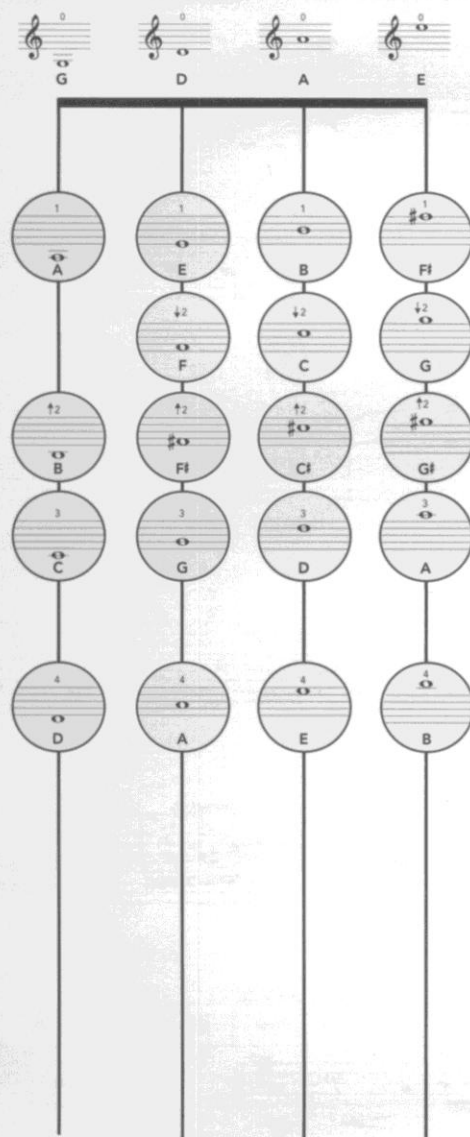 0 0 0 0
G D A E
1 1 1 1
A E B F♯
↓2 ↓2 ↓2
F C G
↑2 ↑2 ↑2 ↑2
B F♯ C♯ G♯
3 3 3 3
C G D A
4 4 4 4
D A E B